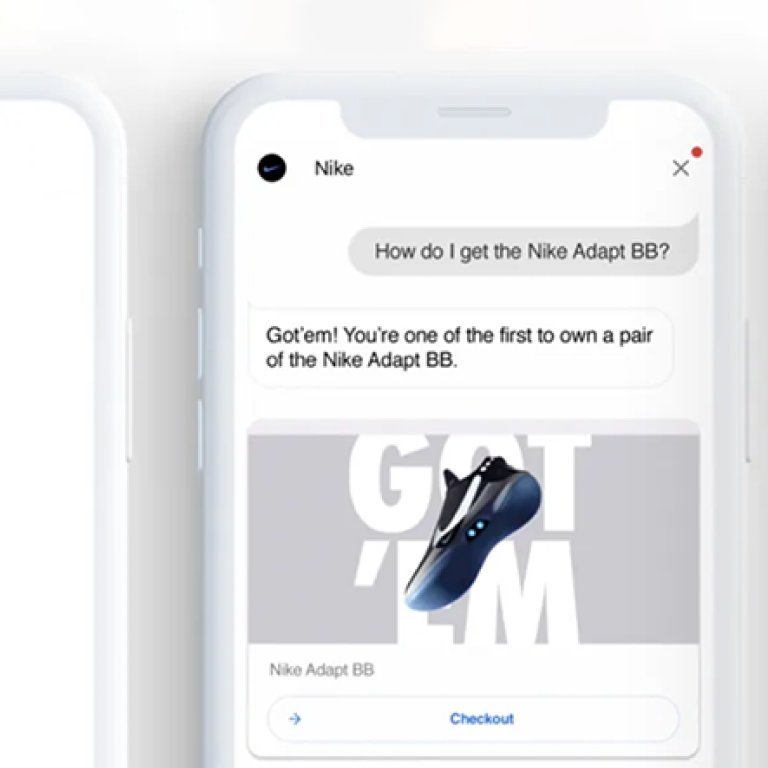 Nike
How do I get the Nike Adapt BB?
Got'em! You're one of the first to own a pair
of the Nike Adapt BB.
GOT
'EM
Nike Adapt BB
Checkout